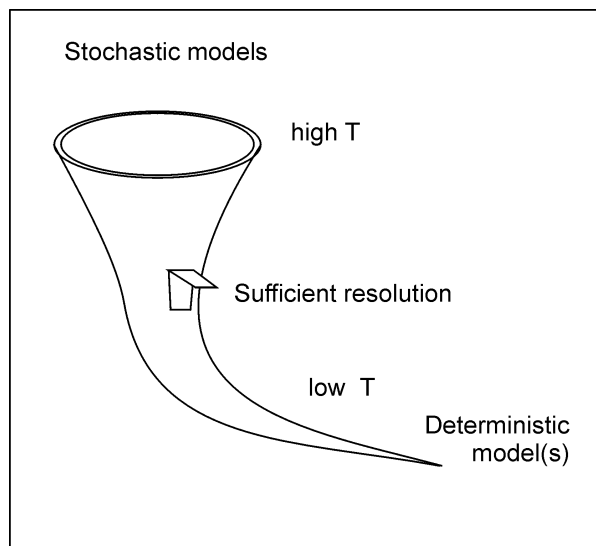 Stochastic models
high T
Sufficient resolution
low T
Deterministic
model(s)